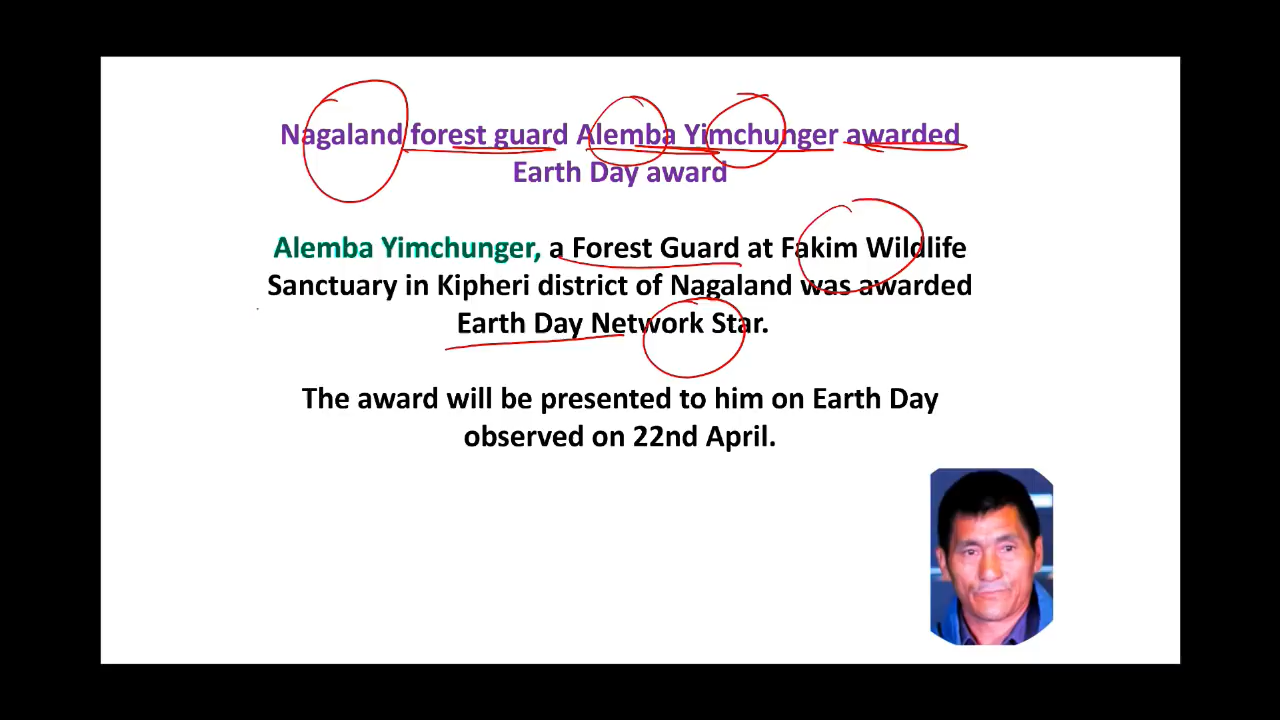 Nagaland forest guard Alemba Yimchunger awarded
Earth Day award
Alemba Yimchunger, a Forest Guard at Fakim Wildlife
Sanctuary in Kipheri district of Nagaland was awarded
Earth Day Network Star.
The award will be presented to him on Earth Day
observed on 22nd April.